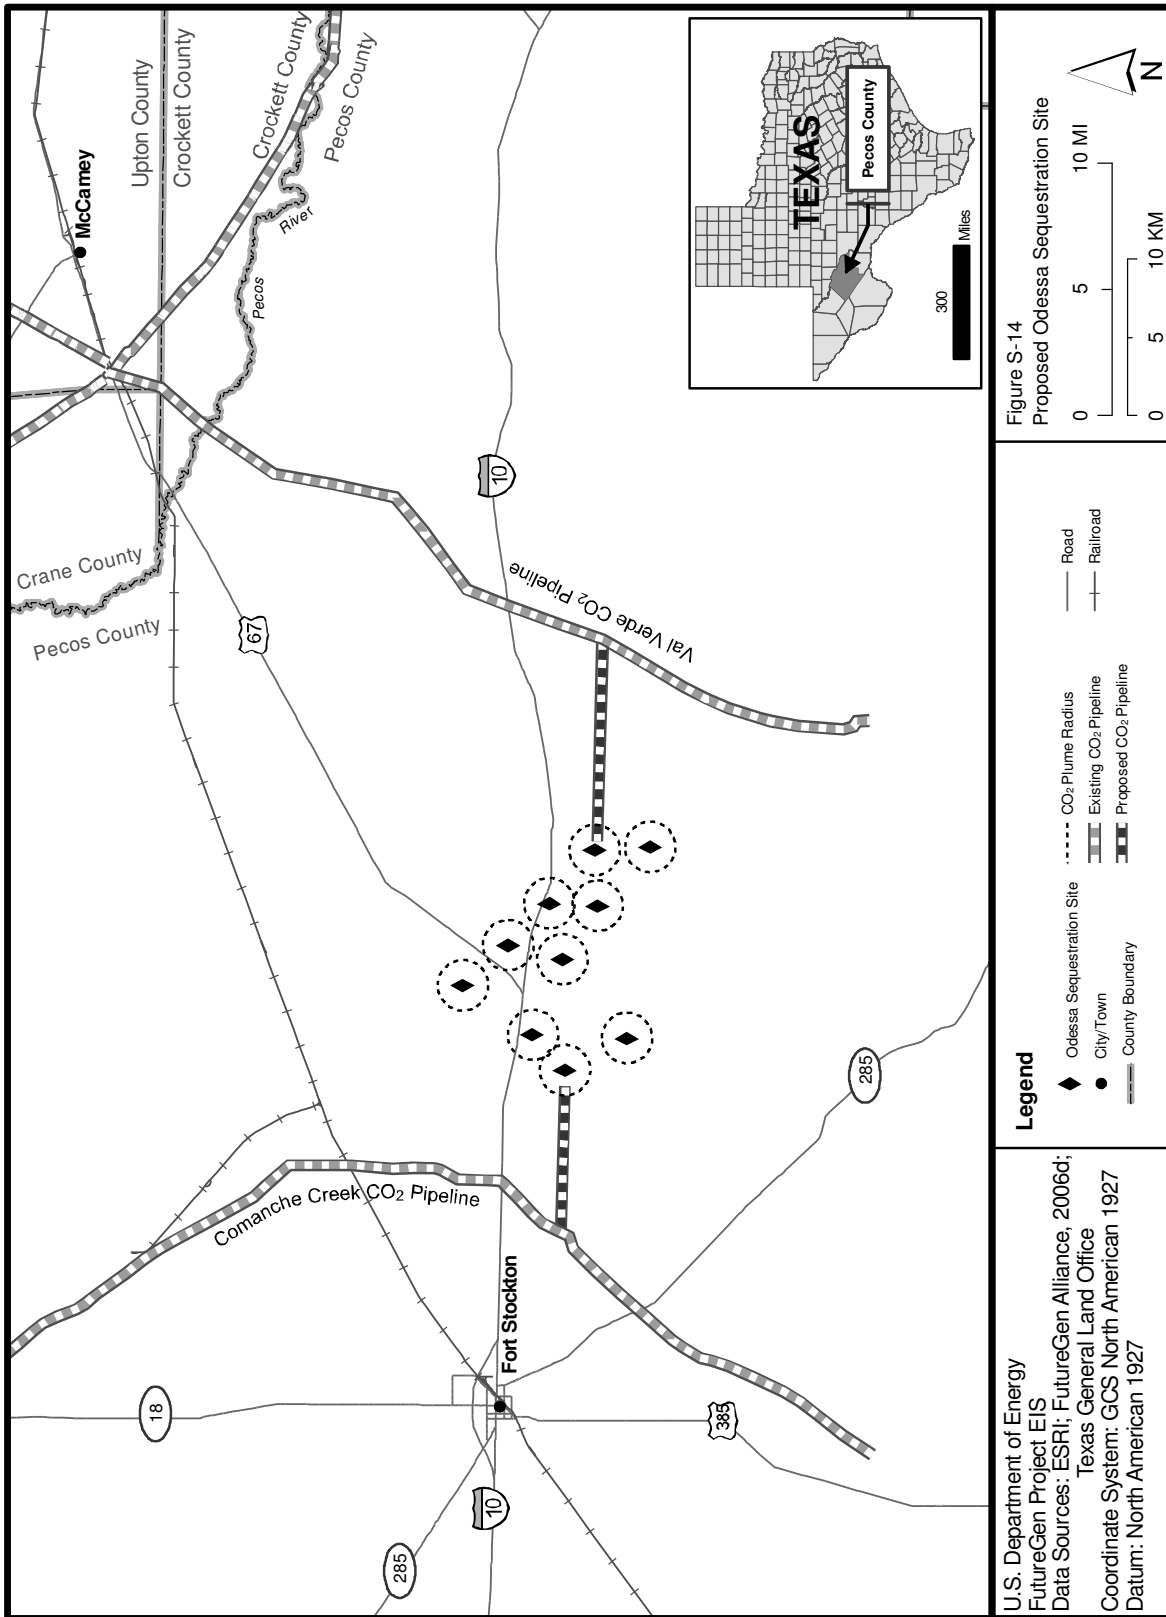 Upton County
Crockett County
Crockett County
Pecos County
McCamey
Pecos
River
Crane County
Pecos County
67
10
Val Verde CO2 Pipeline
Comanche Creek CO2 Pipeline
Fort Stockton
18
10
285
385
285
TEXAS
Pecos County
300
Miles
U.S. Department of Energy
FutureGen Project EIS
Data Sources: ESRI; FutureGen Alliance, 2006d;
Texas General Land Office
Coordinate System: GCS North American 1927
Datum: North American 1927
Legend
Odessa Sequestration Site
City/Town
County Boundary
CO2 Plume Radius
Existing CO2 Pipeline
Proposed CO2 Pipeline
Road
Railroad
Figure S-14
Proposed Odessa Sequestration Site
0 5 10 MI
0 5 10 KM
N